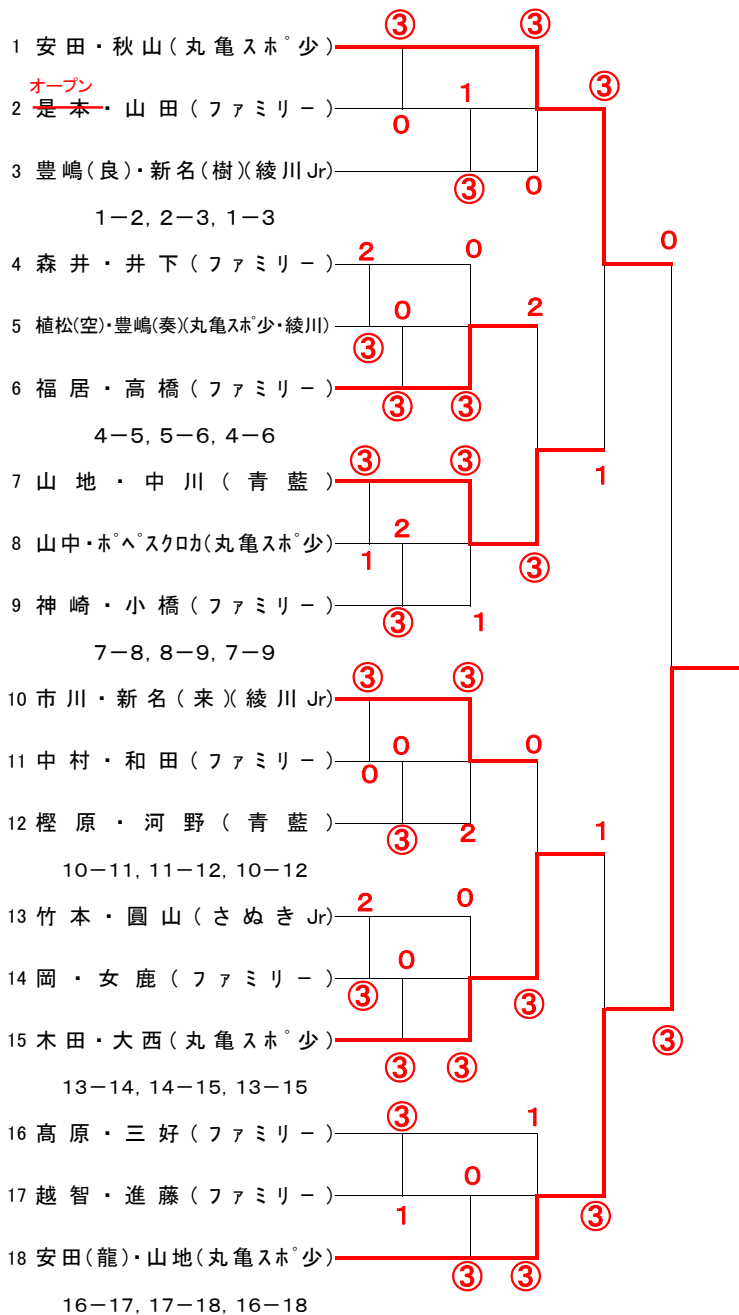 ③ ③
1 安田・秋山(丸亀スポ少)
オープン ③
2 是本・山田(ファミリー) 1
0
3 豊嶋(良)・新名(樹)(綾川Jr) ③ 0
1－2, 2－3, 1－3
0
4 森井・井下(ファミリー) 2 0
0 2
5 植松(空)・豊嶋(奏)(丸亀スポ少・綾川)
③
6 福居・高橋(ファミリー)
③ ③
4－5, 5－6, 4－6
③ ③
7 山地・中川(青藍) 1
2
8 山中・ポペスクロカ(丸亀スポ少)
1 ③
9 神崎・小橋(ファミリー)
③ 1
7－8, 8－9, 7－9
③ ③
10 市川・新名(来)(綾川Jr)
0 0
11 中村・和田(ファミリー)
0
12 樫原・河野(青藍) 1
③ 2
10－11, 11－12, 10－12
2 0
13 竹本・圓山(さぬきJr)
0
14 岡・女鹿(ファミリー)
③ ③
15 木田・大西(丸亀スポ少) ③
③ ③
13－14, 14－15, 13－15
③ 1
16 髙原・三好(ファミリー)
0
17 越智・進藤(ファミリー)
1 ③
18 安田(龍)・山地(丸亀スポ少)
③ ③
16－17, 17－18, 16－18